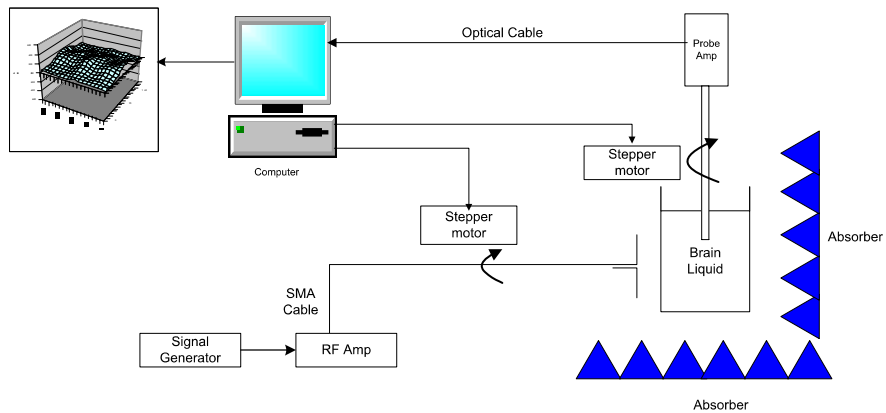 Optical Cable
Probe
Amp
Computer
Stepper
motor
Stepper
motor
Brain
Liquid
Absorber
SMA
Cable
Signal
Generator
RF Amp
Absorber